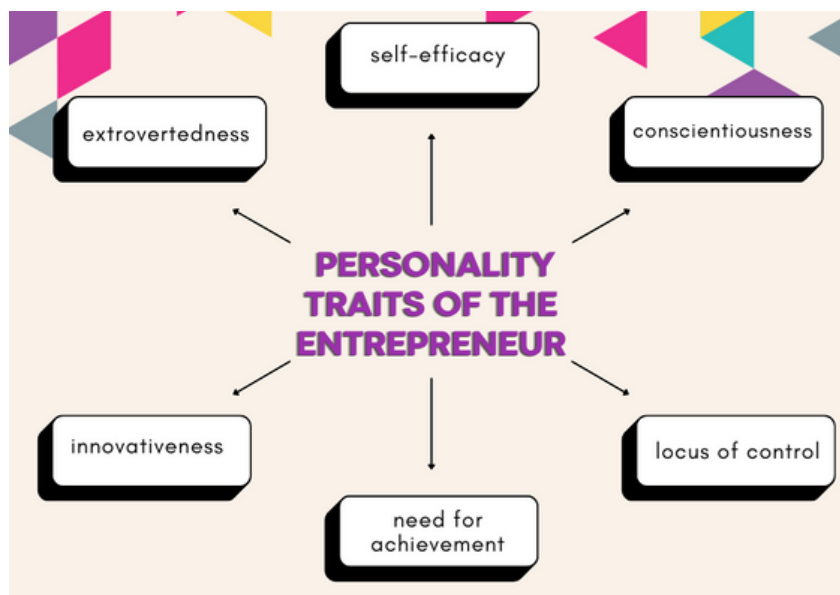 self-efficacy
extrovertedness
conscientiousness
PERSONALITY
TRAITS OF THE
ENTREPRENEUR
innovativeness
locus of control
need for
achievement